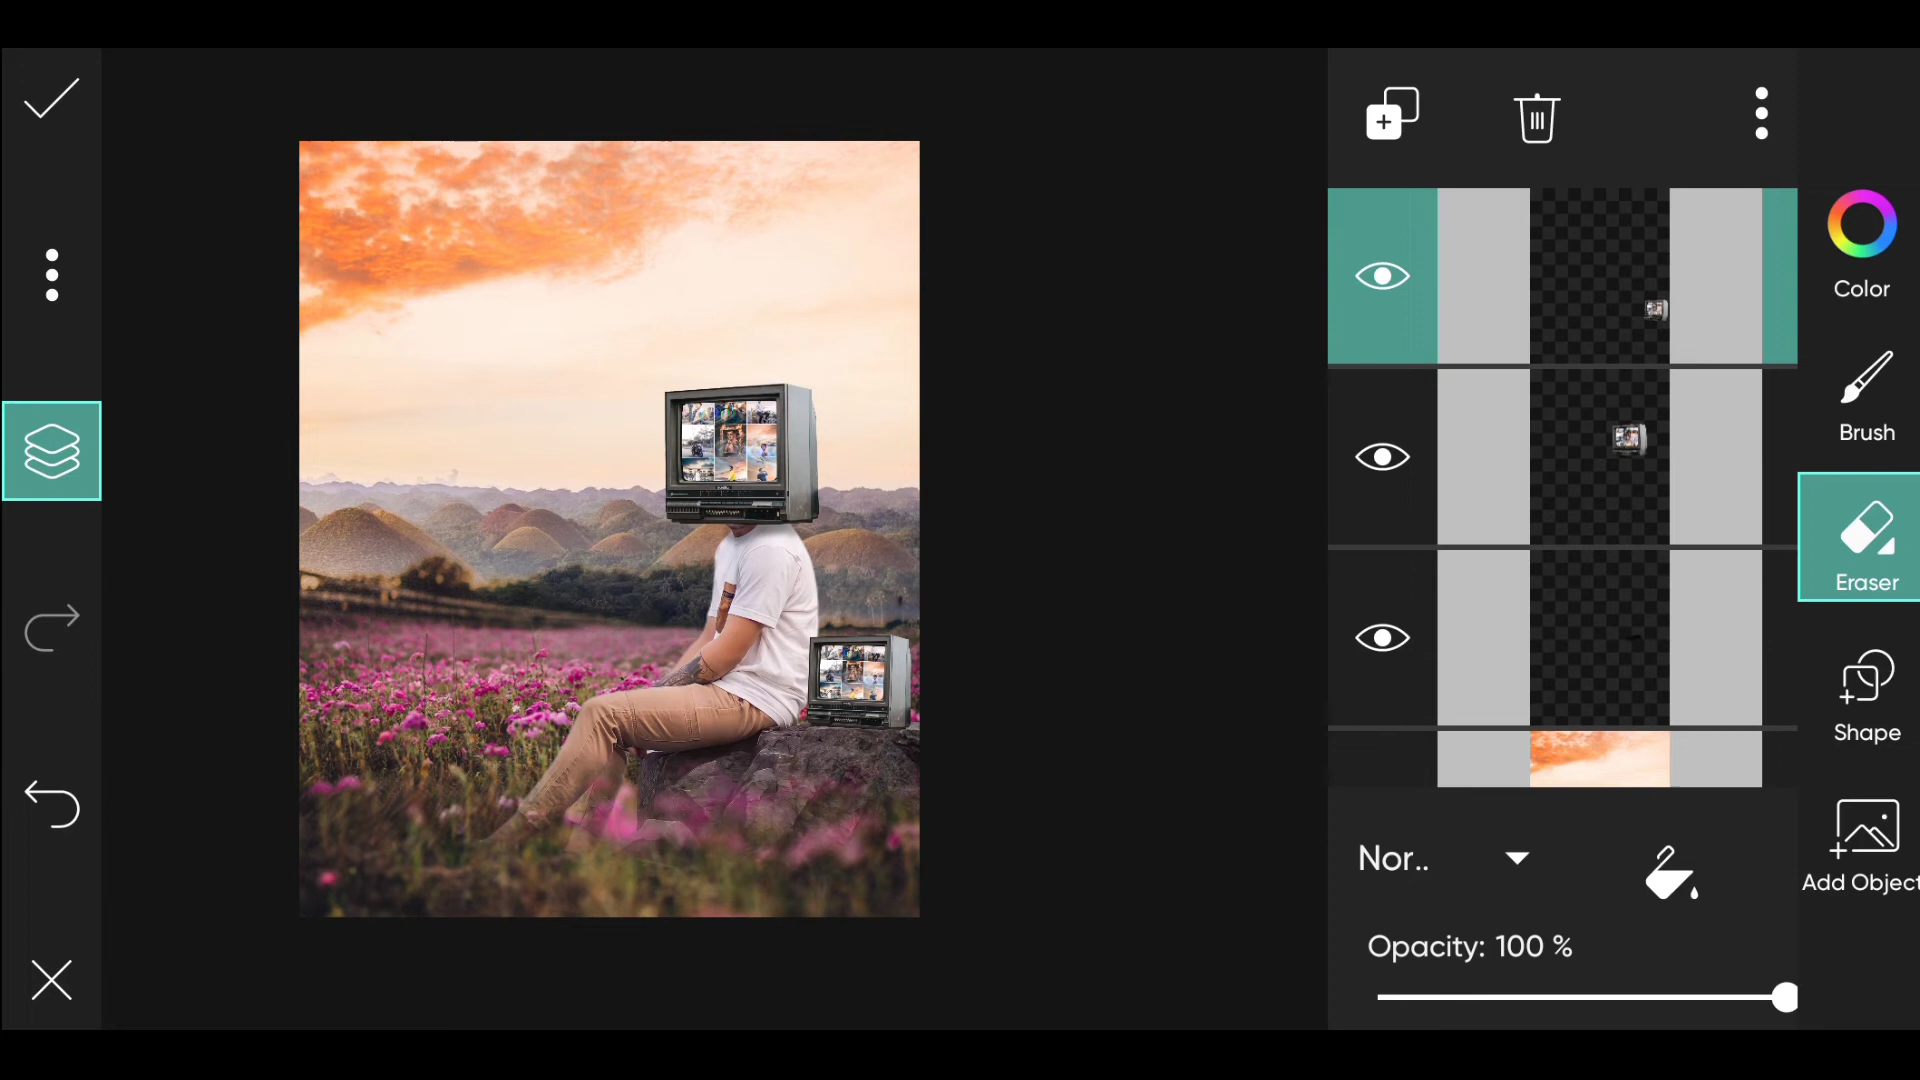 Color
Brush
Eraser
Shape
Add Object
Nor..
Opacity: 100 %